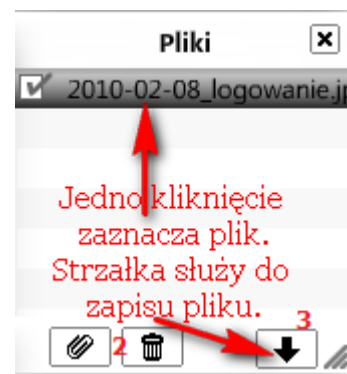 Pliki
2010-02-08_logowanie.jp
Jedno kliknięcie
zaznacza plik.
Strzałka służy do
zapisu pliku.
3
2